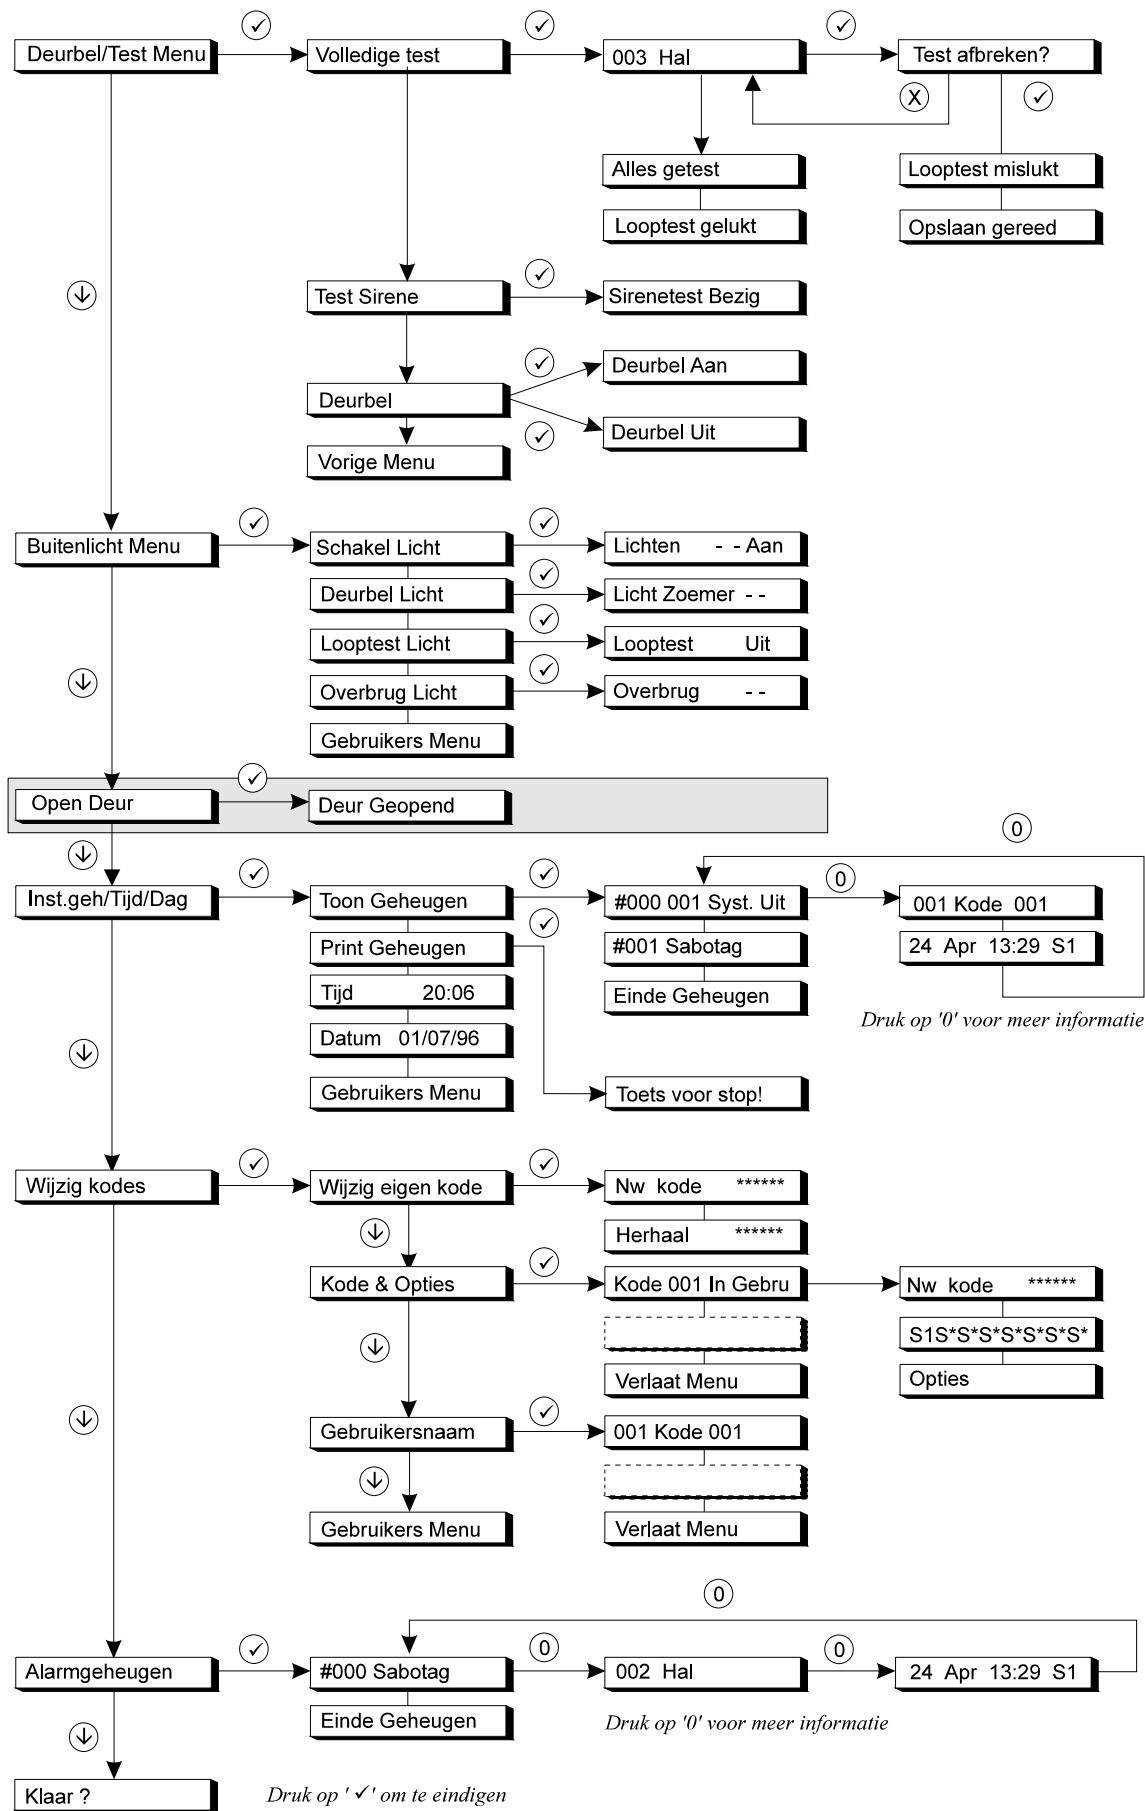 Deurbel/Test Menu ✓ Volledige test ✓ 003 Hal ✓ Test afbreken?
X ✓
Alles getest Looptest mislukt
Looptest gelukt Opslaan gereed
↓ Test Sirene ✓ Sirenetest Bezig
✓ Deurbel Aan
Deurbel
✓ Deurbel Uit
Vorige Menu
Buitenlicht Menu ✓ Schakel Licht ✓ Lichten - - Aan
Deurbel Licht ✓ Licht Zoemer - -
Looptest Licht ✓ Looptest Uit
↓ Overbrug Licht ✓ Overbrug - -
Gebruikers Menu
Open Deur ✓ Deur Geopend
↓ 0
Inst.geh/Tijd/Dag ✓ Toon Geheugen ✓ #000 001 Syst. Uit 0 001 Kode 001
Print Geheugen ✓ #001 Sabotag 24 Apr 13:29 S1
Tijd 20:06 Einde Geheugen
Druk op '0' voor meer informatie
↓ Datum 01/07/96
Gebruikers Menu Toets voor stop!
Wijzig kodes ✓ Wijzig eigen kode ✓ Nw kode ******
↓ Herhaal ******
Kode & Opties ✓ Kode 001 In Gebru Nw kode ******
↓ S1S*S*S*S*S*S*S*
Verlaat Menu Opties
↓ Gebruikersnaam ✓ 001 Kode 001
↓
Gebruikers Menu Verlaat Menu
0
Alarmgeheugen ✓ #000 Sabotag 0 002 Hal 0 24 Apr 13:29 S1
Einde Geheugen Druk op '0' voor meer informatie
↓
Klaar ? Druk op ' ✓' om te eindigen